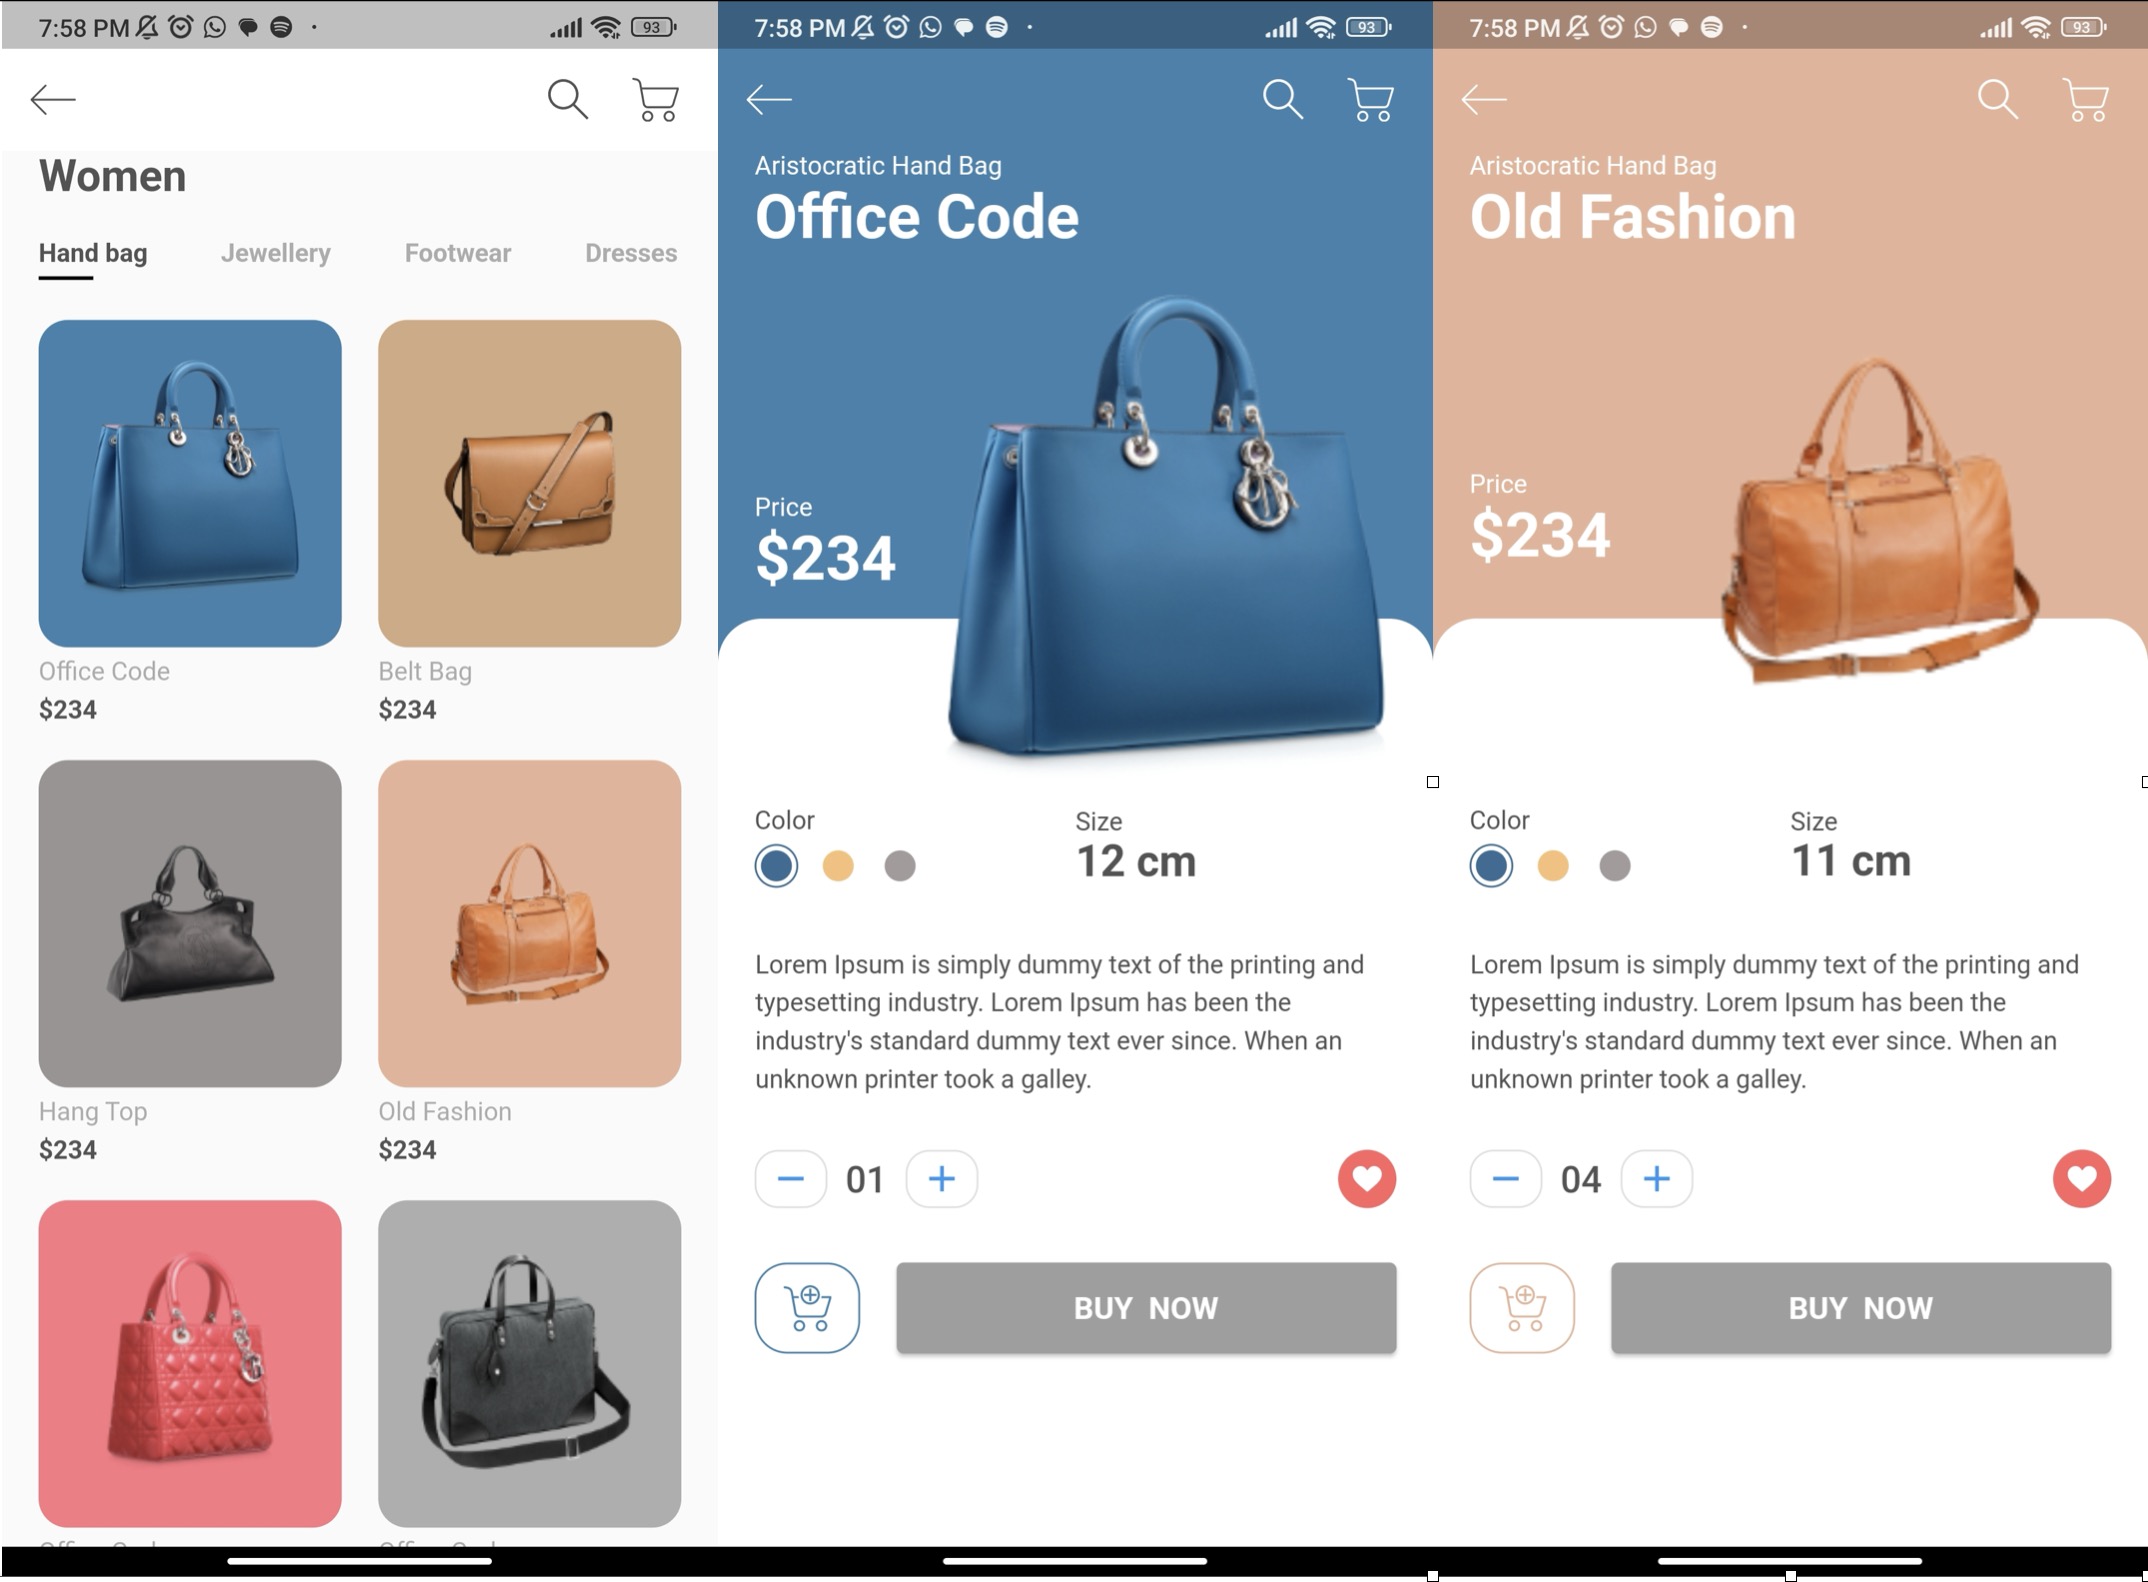 7:58 PM
93
Women
Hand bag
Jewellery
Footwear
Dresses
Office Code
$234
Belt Bag
$234
Hang Top
$234
Old Fashion
$234
7:58 PM
93
Aristocratic Hand Bag
Office Code
Price
$234
Color
Size
12 cm
Lorem Ipsum is simply dummy text of the printing and
typesetting industry. Lorem Ipsum has been the
industry's standard dummy text ever since. When an
unknown printer took a galley.
01
BUY NOW
7:58 PM
93
Aristocratic Hand Bag
Old Fashion
Price
$234
Color
Size
11 cm
Lorem Ipsum is simply dummy text of the printing and
typesetting industry. Lorem Ipsum has been the
industry's standard dummy text ever since. When an
unknown printer took a galley.
04
BUY NOW